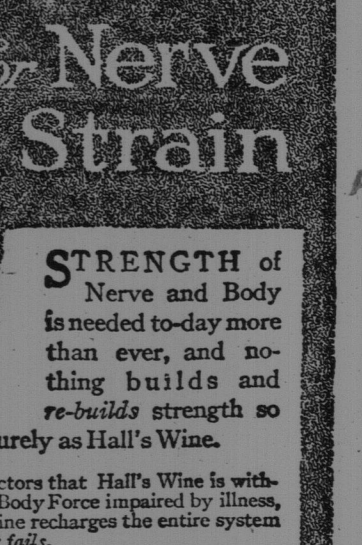 or Nerve
Strain
STRENGTH of
Nerve and Body
is needed to-day more
than ever, and no-
thing builds and
re-builds strength so
urely as Hall's Wine.
ctors that Hall's Wine is with-
Body Force impaired by illness,
ine recharges the entire system
fails.